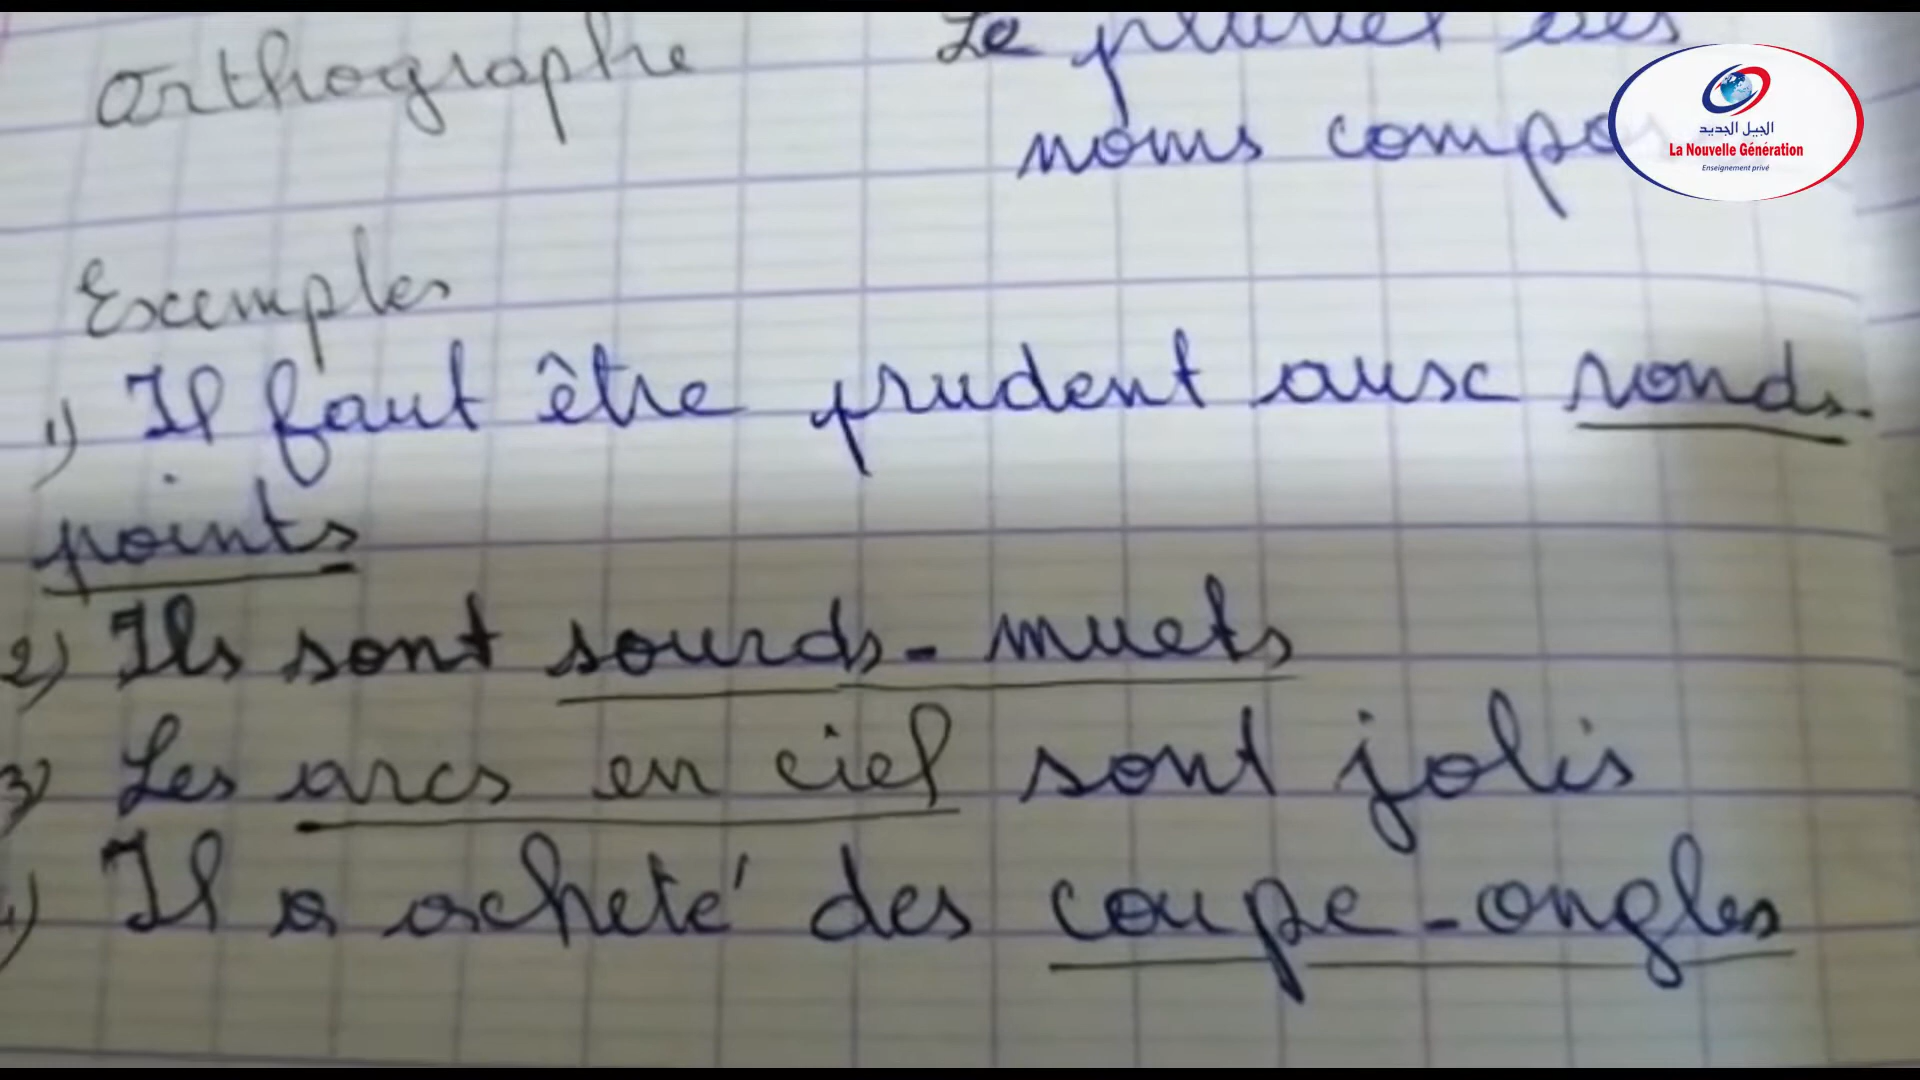 Orthographe Le pluriel des
noms compos
الجيل الجديد
La Nouvelle Génération
Enseignement privé
Exemples
1) Il faut être prudent aux ronds-
points
2) Ils sont sourds-muets
3) Les arcs en ciel sont jolis
4) Il a acheté des coupe-ongles